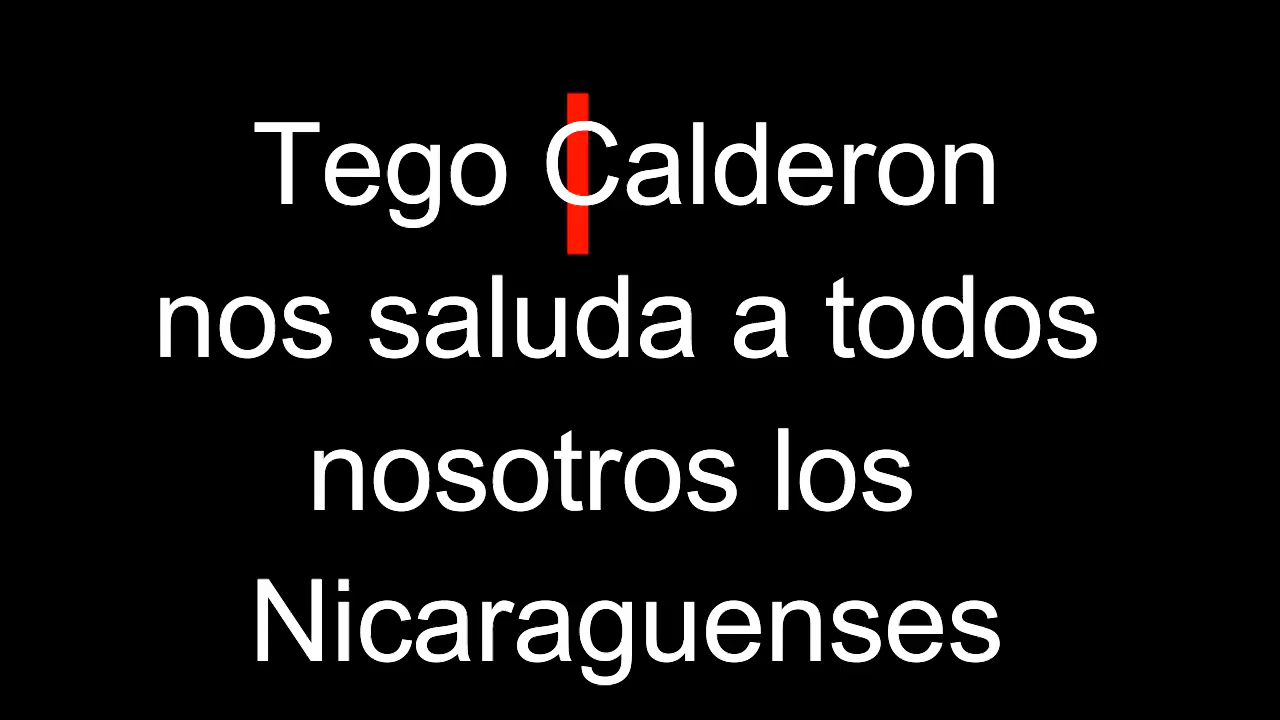 Tego Calderon
nos saluda a todos
nosotros los
Nicaraguenses